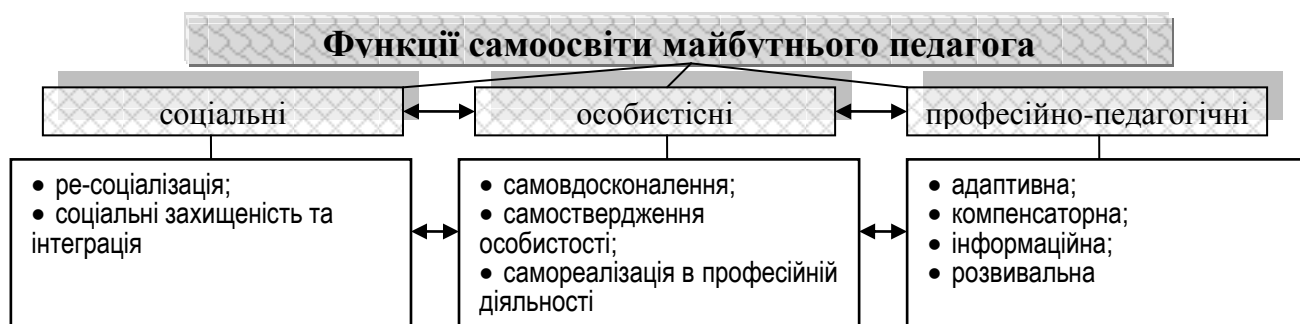 Функції самоосвіти майбутнього педагога
соціальні
особистісні
професійно-педагогічні
• ре-соціалізація;
• соціальні захищеність та
інтеграція
• самовдосконалення;
• самоствердження
особистості;
• самореалізація в професійній
діяльності
• адаптивна;
• компенсаторна;
• інформаційна;
• розвивальна